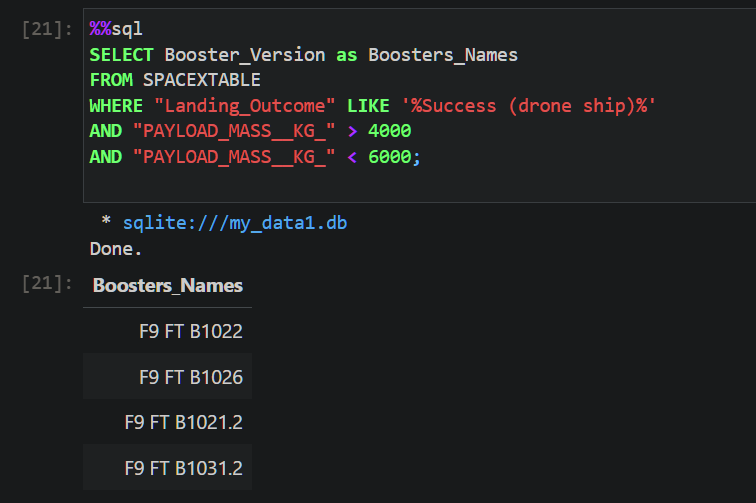 [21]: %%sql
SELECT Booster_Version as Boosters_Names
FROM SPACEXTABLE
WHERE "Landing_Outcome" LIKE '%Success (drone ship)%'
AND "PAYLOAD_MASS__KG_" > 4000
AND "PAYLOAD_MASS__KG_" < 6000;
* sqlite:///my_data1.db
Done.
[21]: Boosters_Names
F9 FT B1022
F9 FT B1026
F9 FT B1021.2
F9 FT B1031.2